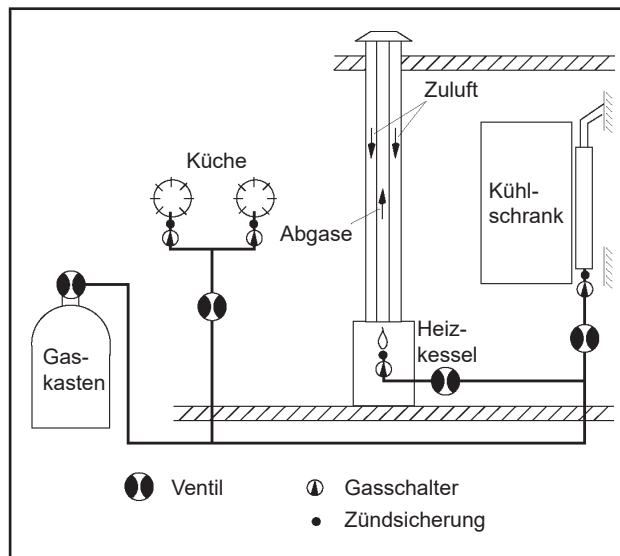 Zuluft
Küche
Kühl-
schrank
Abgase
Heiz-
kessel
Gas-
kasten
Ventil
Gasschalter
Zündsicherung